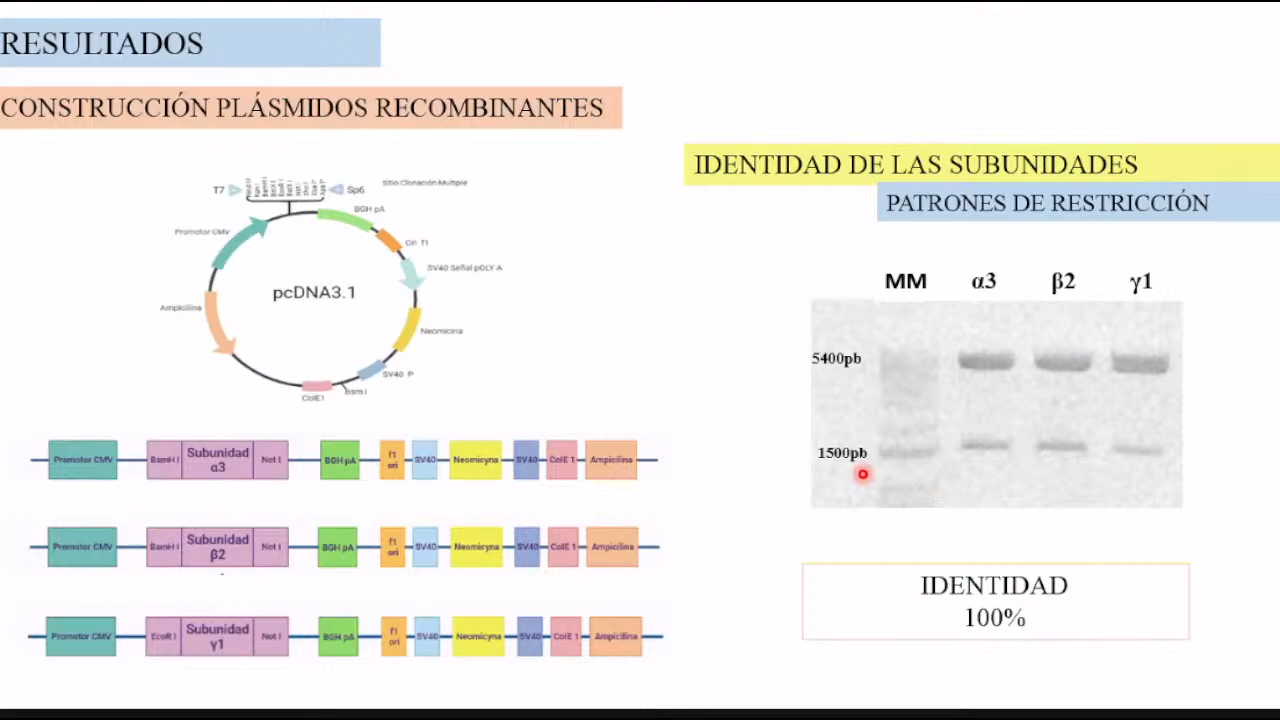 RESULTADOS
CONSTRUCCIÓN PLÁSMIDOS RECOMBINANTES
T7
Sp6
Sitio Clonación Multiple
BGH pA
Ori T1
SV40 Señal pOLY A
Neomicina
SV40 P
Bsm I
ColE1
Ampicilina
Promotor CMV
pcDNA3.1
Promotor CMV BamH I Subunidad α3 Not I BGH pA f1 ori SV40 Neomicyna SV40 ColE 1 Ampicilina
Promotor CMV BamH I Subunidad β2 Not I BGH pA f1 ori SV40 Neomicyna SV40 ColE 1 Ampicilina
Promotor CMV EcoR I Subunidad γ1 Not I BGH pA f1 ori SV40 Neomicyna SV40 ColE 1 Ampicilina
IDENTIDAD DE LAS SUBUNIDADES
PATRONES DE RESTRICCIÓN
MM α3 β2 γ1
5400pb
1500pb
IDENTIDAD
100%